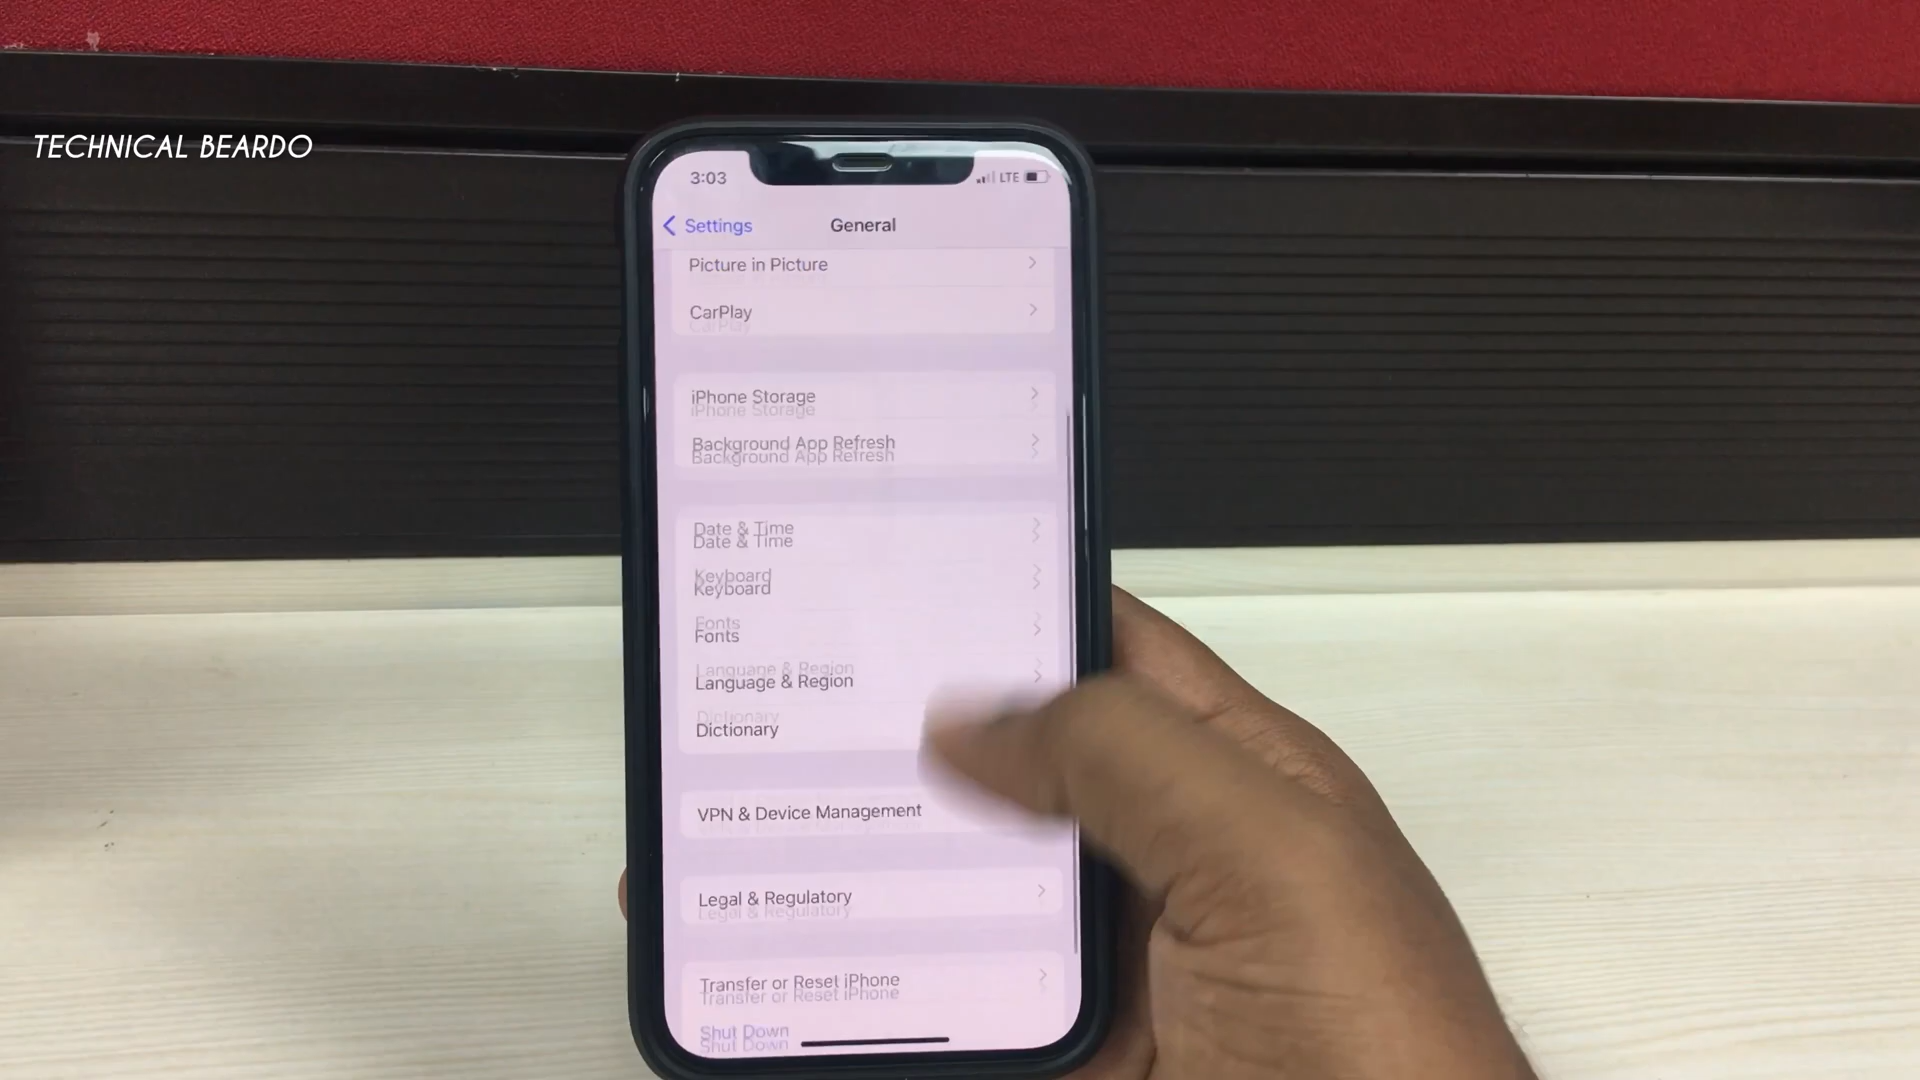 TECHNICAL BEARDO
3:03
LTE
Settings
General
Picture in Picture
CarPlay
iPhone Storage
Background App Refresh
Date & Time
Keyboard
Fonts
Language & Region
Dictionary
VPN & Device Management
Legal & Regulatory
Transfer or Reset iPhone
Shut Down